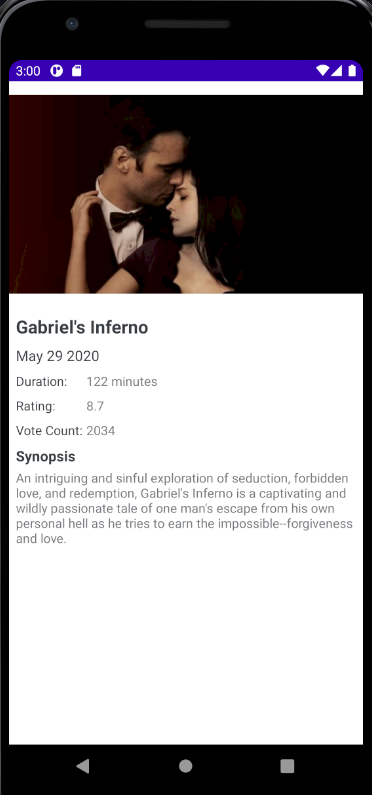 3:00
Gabriel's Inferno
May 29 2020
Duration: 122 minutes
Rating: 8.7
Vote Count: 2034
Synopsis
An intriguing and sinful exploration of seduction, forbidden
love, and redemption, Gabriel's Inferno is a captivating and
wildly passionate tale of one man's escape from his own
personal hell as he tries to earn the impossible--forgiveness
and love.